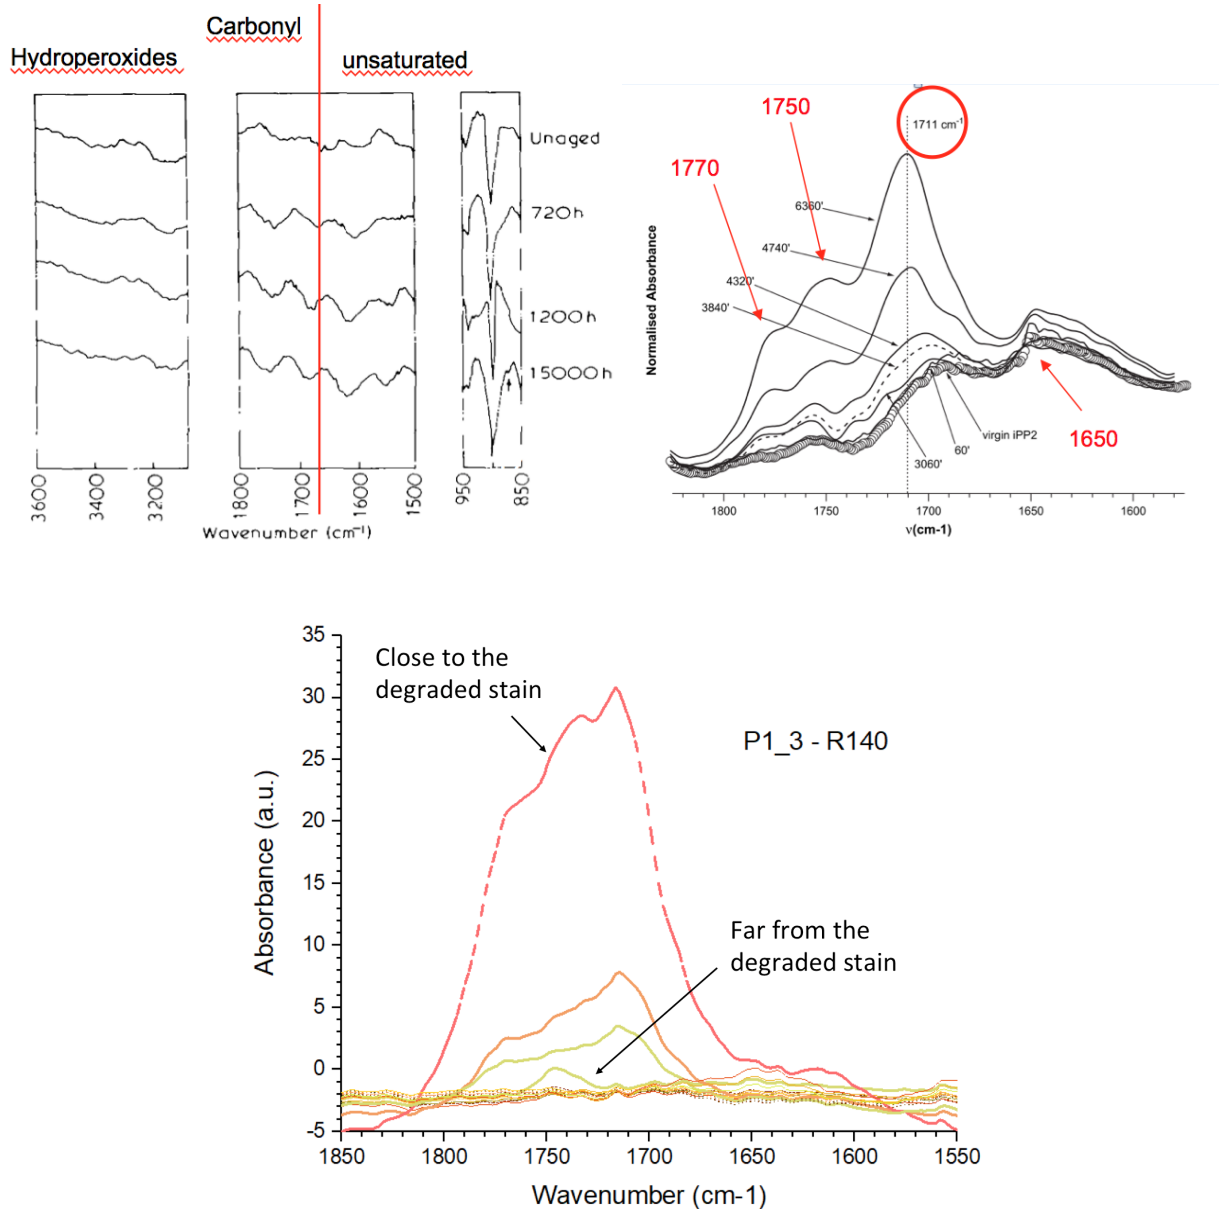 Carbonyl
Hydroperoxides
unsaturated
Unaged
720h
1200h
15000h
3600
3400
3200
1800
1700
1600
1500
950
850
Wavenumber (cm⁻¹)
1750
1711 cm⁻¹
1770
6360'
4740'
4320'
3840'
Normalised Absorbance
virgin iPP2
60'
3060'
1650
1800
1750
1700
1650
1600
ν(cm-1)
Close to the
degraded stain
P1_3 - R140
Far from the
degraded stain
Absorbance (a.u.)
35
30
25
20
15
10
5
0
-5
1850
1800
1750
1700
1650
1600
1550
Wavenumber (cm-1)